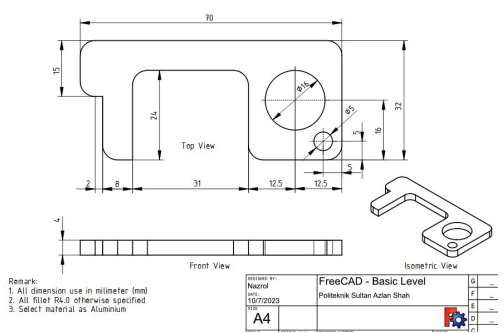 70
15
24
ø16
ø5
5
16
32
Top View
5
2
8
31
12.5
12.5
4
Front View
Isometric View
Remark:
1. All dimension use in milimeter (mm)
2. All fillet R4.0 otherwise specified
3. Select material as Aluminium
DESIGNED BY:
Nazrol
DATE:
10/7/2023
SIZE
A4
FreeCAD - Basic Level
Politeknik Sultan Azlan Shah
G _
F _
E _
D _